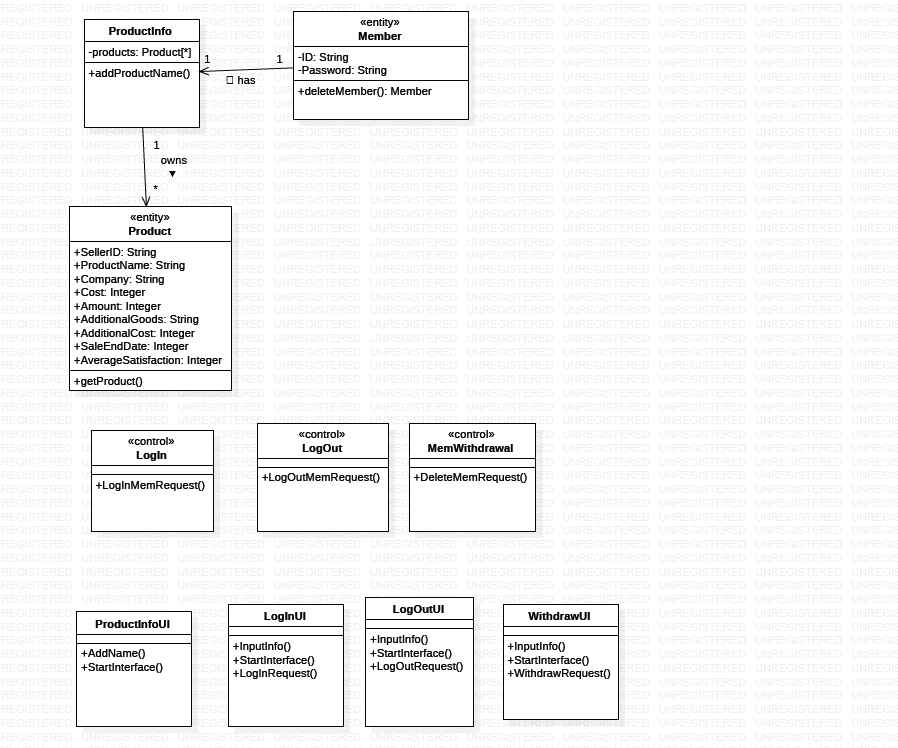 ProductInfo
-products: Product[*]
+addProductName()
«entity»
Member
-ID: String
-Password: String
+deleteMember(): Member
1
1
has
1
owns
*
«entity»
Product
+SellerID: String
+ProductName: String
+Company: String
+Cost: Integer
+Amount: Integer
+AdditionalGoods: String
+AdditionalCost: Integer
+SaleEndDate: Integer
+AverageSatisfaction: Integer
+getProduct()
«control»
LogIn
+LogInMemRequest()
«control»
LogOut
+LogOutMemRequest()
«control»
MemWithdrawal
+DeleteMemRequest()
ProductInfoUI
+AddName()
+StartInterface()
LogInUI
+InputInfo()
+StartInterface()
+LogInRequest()
LogOutUI
+InputInfo()
+StartInterface()
+LogOutRequest()
WithdrawUI
+InputInfo()
+StartInterface()
+WithdrawRequest()
UNREGISTERED